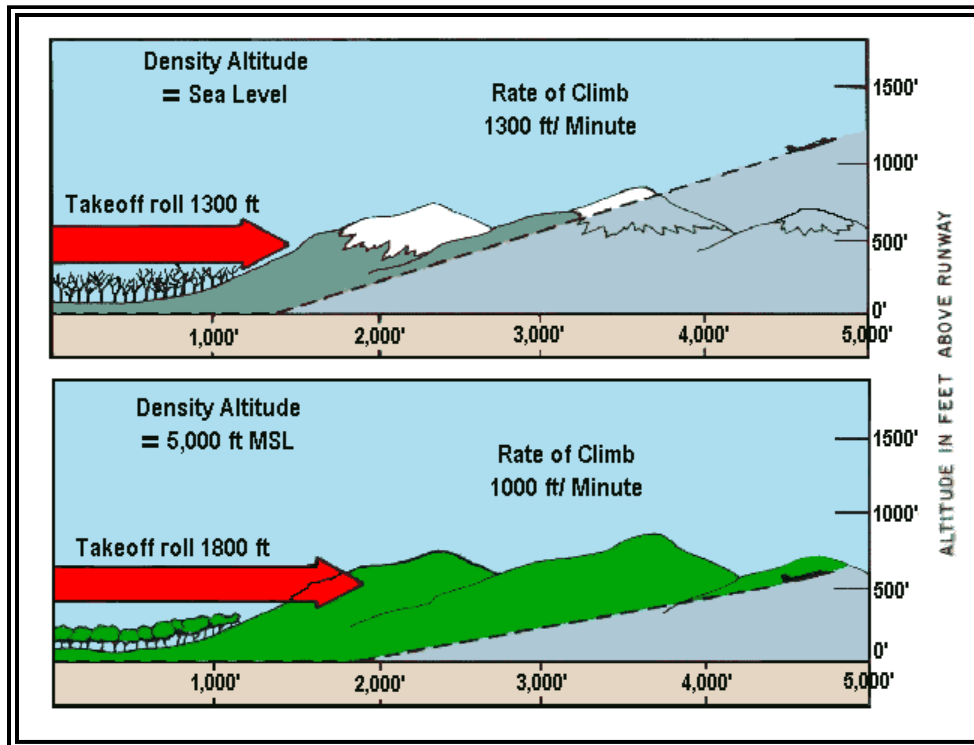 Density Altitude
= Sea Level
Rate of Climb
1300 ft/ Minute
Takeoff roll 1300 ft
1500'
1000'
500'
0'
1,000'
2,000'
3,000'
4,000'
5,000'
Density Altitude
= 5,000 ft MSL
Rate of Climb
1000 ft/ Minute
Takeoff roll 1800 ft
1500'
1000'
500'
0'
1,000'
2,000'
3,000'
4,000'
5,000'
ALTITUDE IN FEET ABOVE RUNWAY